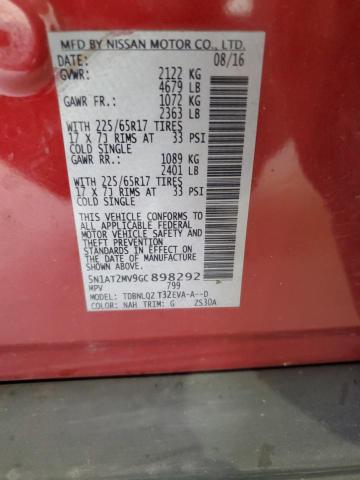 MFD BY NISSAN MOTOR CO., LTD.
DATE: 08/16
GVWR: 2122 KG
4679 LB
GAWR FR.: 1072 KG
2363 LB
WITH 225/65R17 TIRES
17 X 7J RIMS AT 33 PSI
COLD SINGLE
GAWR RR.: 1089 KG
2401 LB
WITH 225/65R17 TIRES
17 X 7J RIMS AT 33 PSI
COLD SINGLE
THIS VEHICLE CONFORMS TO
ALL APPLICABLE FEDERAL
MOTOR VEHICLE SAFETY
STANDARDS IN EFFECT ON
THE DATE OF MANUFACTURE
SHOWN ABOVE.
5N1AT2MV9GC898292
MPV 799
MODEL: TDBNLQZ T32EVA-A--D
COLOR: NAH TRIM: G ZS30A